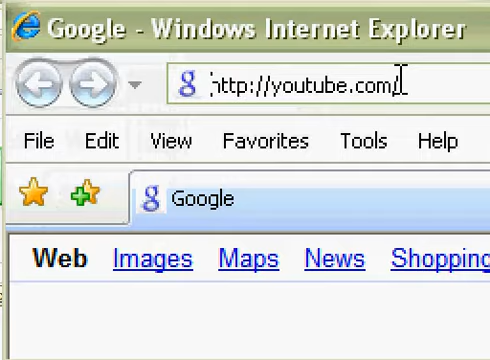 Google - Windows Internet Explorer
http://youtube.com/
File Edit View Favorites Tools Help
Google
Web Images Maps News Shopping